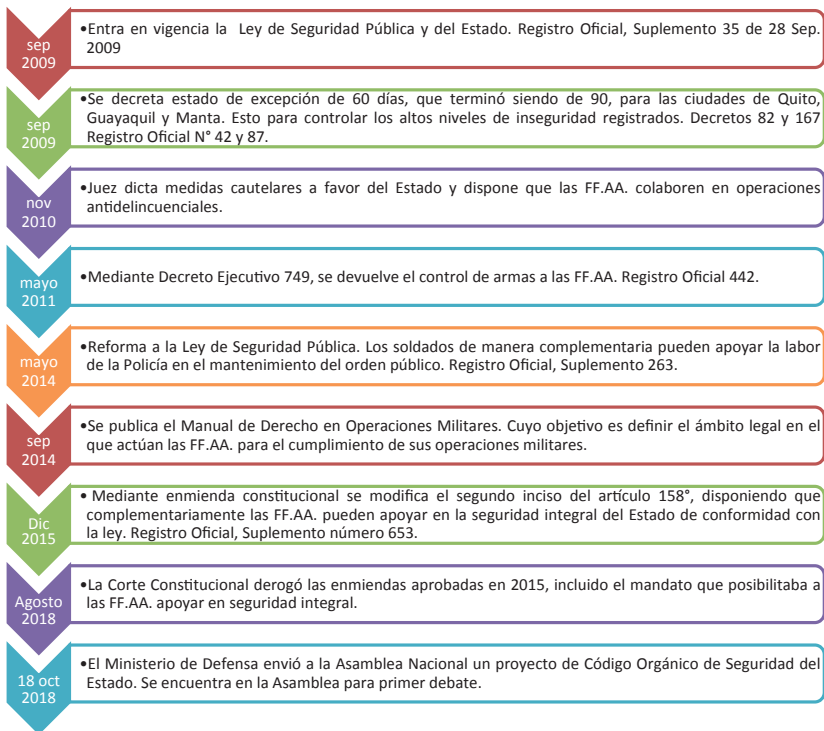 sep
2009
•Entra en vigencia la Ley de Seguridad Pública y del Estado. Registro Oficial, Suplemento 35 de 28 Sep.
2009
sep
2009
•Se decreta estado de excepción de 60 días, que terminó siendo de 90, para las ciudades de Quito,
Guayaquil y Manta. Esto para controlar los altos niveles de inseguridad registrados. Decretos 82 y 167
Registro Oficial N° 42 y 87.
nov
2010
•Juez dicta medidas cautelares a favor del Estado y dispone que las FF.AA. colaboren en operaciones
antidelincuenciales.
mayo
2011
•Mediante Decreto Ejecutivo 749, se devuelve el control de armas a las FF.AA. Registro Oficial 442.
mayo
2014
•Reforma a la Ley de Seguridad Pública. Los soldados de manera complementaria pueden apoyar la labor
de la Policía en el mantenimiento del orden público. Registro Oficial, Suplemento 263.
sep
2014
•Se publica el Manual de Derecho en Operaciones Militares. Cuyo objetivo es definir el ámbito legal en el
que actúan las FF.AA. para el cumplimiento de sus operaciones militares.
Dic
2015
• Mediante enmienda constitucional se modifica el segundo inciso del artículo 158°, disponiendo que
complementariamente las FF.AA. pueden apoyar en la seguridad integral del Estado de conformidad con
la ley. Registro Oficial, Suplemento número 653.
Agosto
2018
•La Corte Constitucional derogó las enmiendas aprobadas en 2015, incluido el mandato que posibilitaba a
las FF.AA. apoyar en seguridad integral.
18 oct
2018
•El Ministerio de Defensa envió a la Asamblea Nacional un proyecto de Código Orgánico de Seguridad del
Estado. Se encuentra en la Asamblea para primer debate.